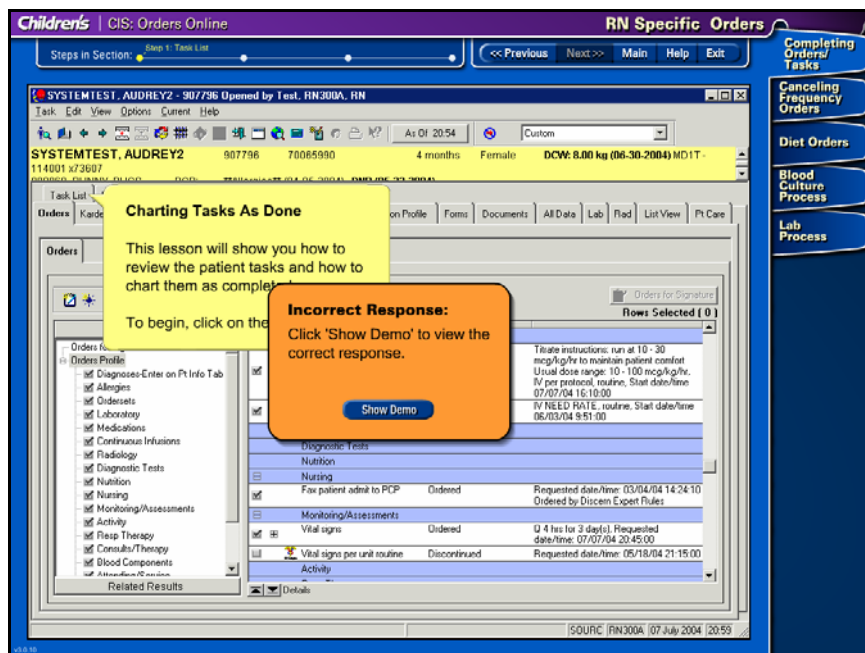 Children's | CIS: Orders Online
RN Specific Orders
Steps in Section:
Step 1: Task List
<< Previous Next >> Main Help Exit
Completing
Orders/
Tasks
Canceling
Frequency
Orders
Diet Orders
Blood
Culture
Process
Lab
Process
SYSTEMTEST, AUDREY2 - 907796 Opened by Test, RN300A, RN
Task Edit View Options Current Help
As Of 20:54
Custom
SYSTEMTEST, AUDREY2 907796 70065990 4 months Female DCW: 8.00 kg (06-30-2004) MD1T -
114001 x73607
Task List
Orders Karde
on Profile Forms Documents All Data Lab Rad List View Pt Care
Charting Tasks As Done
This lesson will show you how to
review the patient tasks and how to
chart them as
To begin, click on the
Incorrect Response:
Click 'Show Demo' to view the
correct response.
Show Demo
Orders
Orders for Signature
Rows Selected ( 0 )
Orders for
Orders Profile
Diagnoses-Enter on Pt Info Tab
Allergies
Ordersets
Laboratory
Medications
Continuous Infusions
Radiology
Diagnostic Tests
Nutrition
Nursing
Monitoring/Assessments
Activity
Resp Therapy
Consults/Therapy
Blood Components
Related Results
Titrate instructions: run at 10 - 30
mcg/kg/hr to maintain patient comfort
Usual dose range: 10 - 100 mcg/kg/hr,
IV per protocol, routine, Start date/time
07/07/04 16:10:00
IV NEED RATE, routine, Start date/time
06/03/04 9:51:00
Diagnostic Tests
Nutrition
Nursing
Fax patient admit to PCP Ordered Requested date/time: 03/04/04 14:24:10
Ordered by Discern Expert Rules
Monitoring/Assessments
Vital signs Ordered Q 4 hrs for 3 day(s), Requested
date/time: 07/07/04 20:45:00
Vital signs per unit routine Discontinued Requested date/time: 05/18/04 21:15:00
Activity
Details
SOURC RN300A 07 July 2004 20:59
v3.0.10